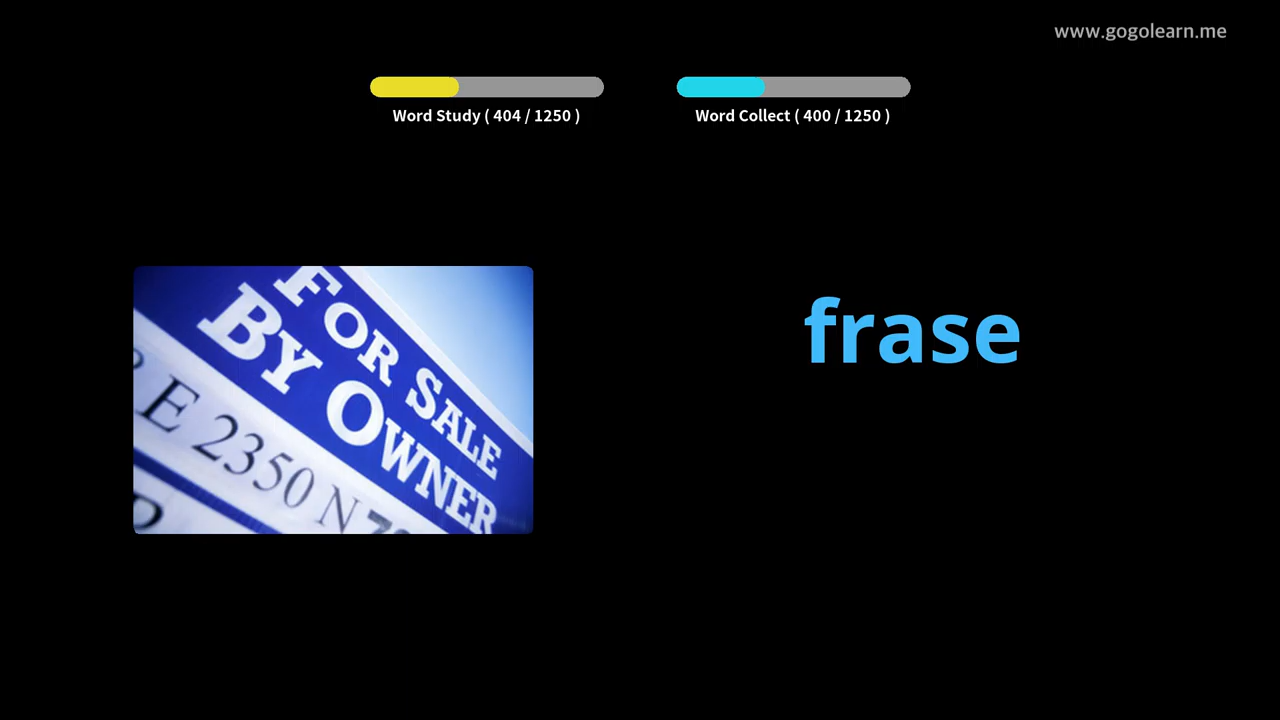 www.gogolearn.me
Word Study ( 404 / 1250 )
Word Collect ( 400 / 1250 )
FOR SALE
BY OWNER
E 2350 N
frase